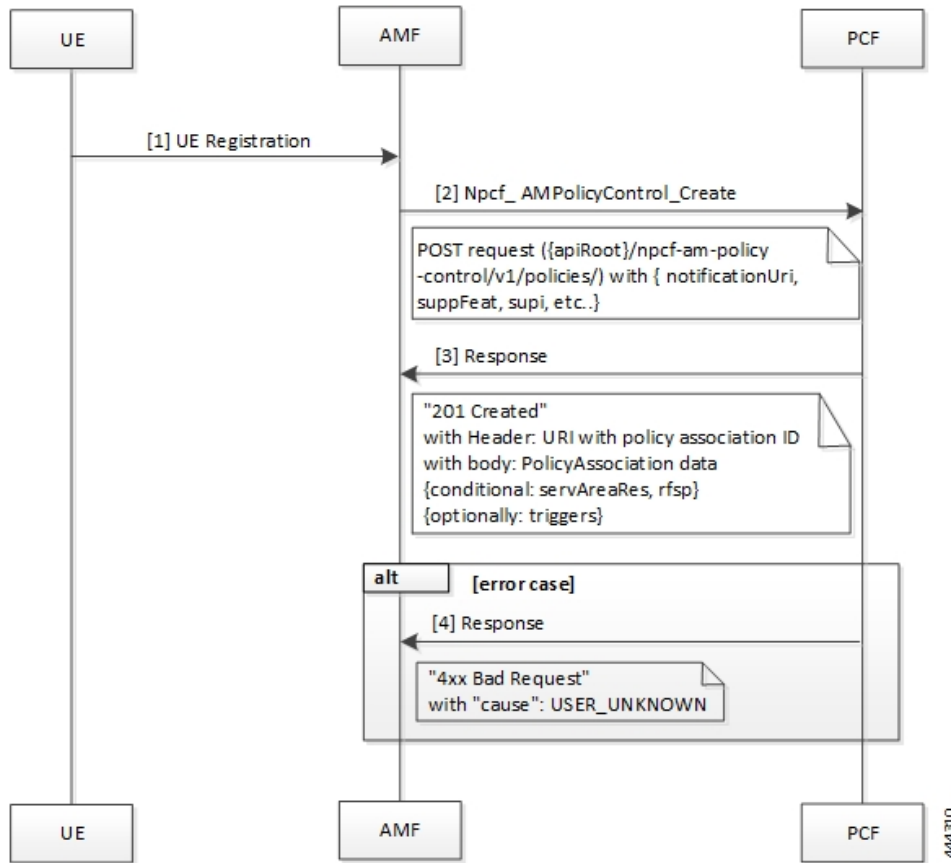 UE
AMF
PCF
[1] UE Registration
[2] Npcf_ AMPolicyControl_Create
POST request ({apiRoot}/npcf-am-policy
-control/v1/policies/) with { notificationUri,
suppFeat, supi, etc..}
[3] Response
"201 Created"
with Header: URI with policy association ID
with body: PolicyAssociation data
{conditional: servAreaRes, rfsp}
{optionally: triggers}
alt
[error case]
[4] Response
"4xx Bad Request"
with "cause": USER_UNKNOWN
UE
AMF
PCF